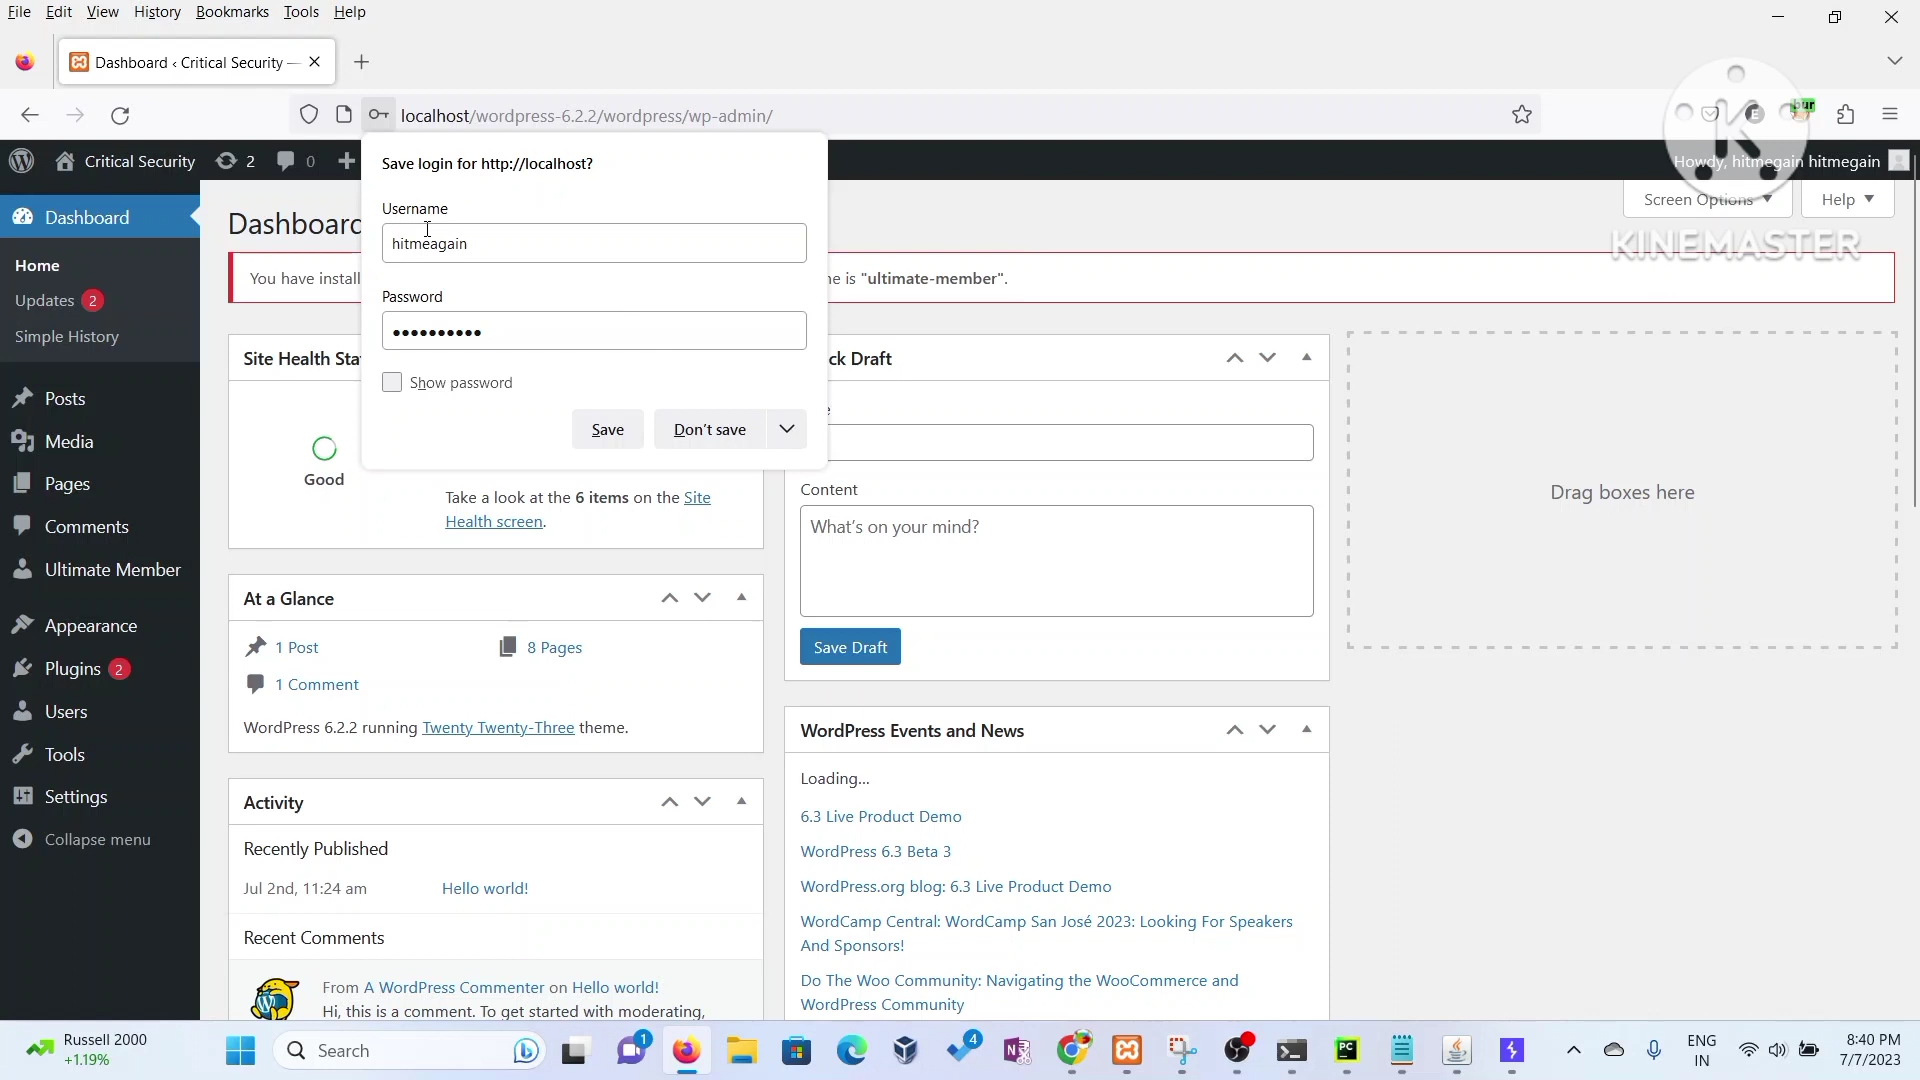 File Edit View History Bookmarks Tools Help
Dashboard ‹ Critical Security —
localhost/wordpress-6.2.2/wordpress/wp-admin/
Critical Security 2 0
Howdy, hitmegain hitmegain
Save login for http://localhost?
Username
hitmeagain
Password
••••••••••
Show password
Save Don't save
Dashboard
Home
Updates 2
Simple History
Posts
Media
Pages
Comments
Ultimate Member
Appearance
Plugins 2
Users
Tools
Settings
Collapse menu
Dashboard
Screen Options Help
KINEMASTER
You have install
e is "ultimate-member".
Site Health Sta
Good
Take a look at the 6 items on the Site
Health screen.
At a Glance
1 Post 8 Pages
1 Comment
WordPress 6.2.2 running Twenty Twenty-Three theme.
Activity
Recently Published
Jul 2nd, 11:24 am Hello world!
Recent Comments
From A WordPress Commenter on Hello world!
Hi, this is a comment. To get started with moderating,
ck Draft
Content
What's on your mind?
Save Draft
WordPress Events and News
Loading...
6.3 Live Product Demo
WordPress 6.3 Beta 3
WordPress.org blog: 6.3 Live Product Demo
WordCamp Central: WordCamp San José 2023: Looking For Speakers
And Sponsors!
Do The Woo Community: Navigating the WooCommerce and
WordPress Community
Drag boxes here
Russell 2000
+1.19%
Search
1
4
ENG
IN
8:40 PM
7/7/2023